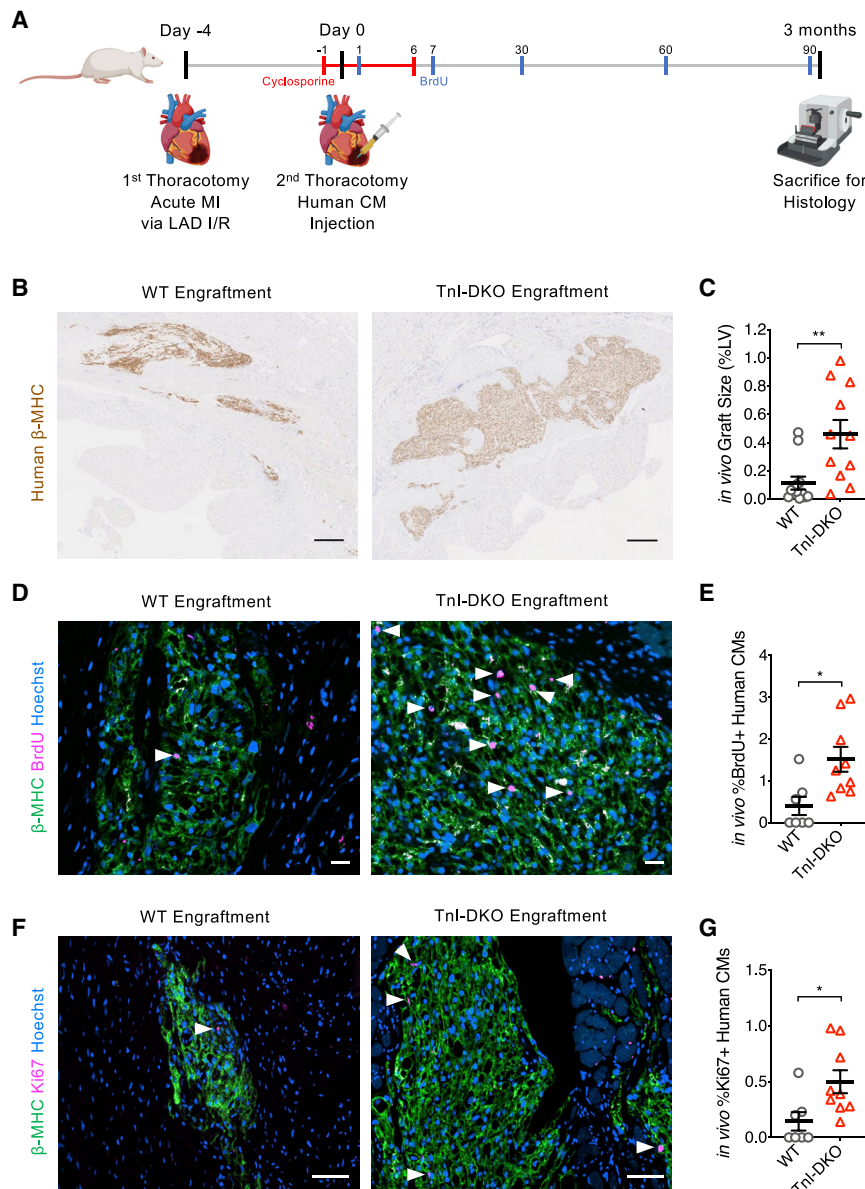 A
Day -4
Day 0
3 months
-1
1
6
7
30
60
90
Cyclosporine
BrdU
1st Thoracotomy
Acute MI
via LAD I/R
2nd Thoracotomy
Human CM
Injection
Sacrifice for
Histology
B
WT Engraftment
TnI-DKO Engraftment
Human β-MHC
C
in vivo Graft Size (%LV)
1.2
1.0
0.8
0.6
0.4
0.2
0.0
**
WT
TnI-DKO
D
WT Engraftment
TnI-DKO Engraftment
β-MHC BrdU Hoechst
E
in vivo %BrdU+ Human CMs
4
3
2
1
0
*
WT
TnI-DKO
F
WT Engraftment
TnI-DKO Engraftment
β-MHC Ki67 Hoechst
G
in vivo %Ki67+ Human CMs
1.5
1.0
0.5
0.0
*
WT
TnI-DKO